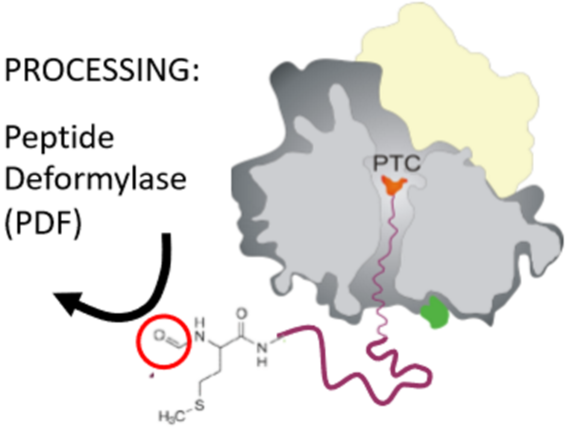 PROCESSING:
Peptide
Deformylase
(PDF)
PTC
O
H
N
O
N
H
S
H₃C